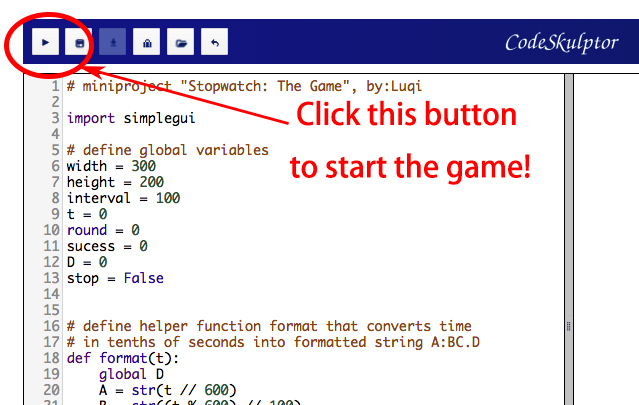 CodeSkulptor
1 # miniproject "Stopwatch: The Game", by:Luqi
2
3 import simplegui
4
5 # define global variables
6 width = 300
7 height = 200
8 interval = 100
9 t = 0
10 round = 0
11 sucess = 0
12 D = 0
13 stop = False
14
15
16 # define helper function format that converts time
17 # in tenths of seconds into formatted string A:BC.D
18 def format(t):
19 global D
20 A = str(t // 600)
21 B = str((t % 600) // 100)
Click this button
to start the game!